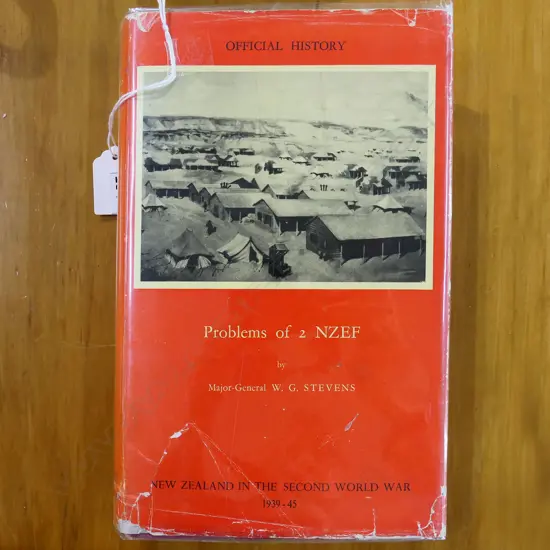 OFFICIAL HISTORY
Problems of 2 NZEF
by
Major-General W. G. STEVENS
NEW ZEALAND IN THE SECOND WORLD WAR
1939-45